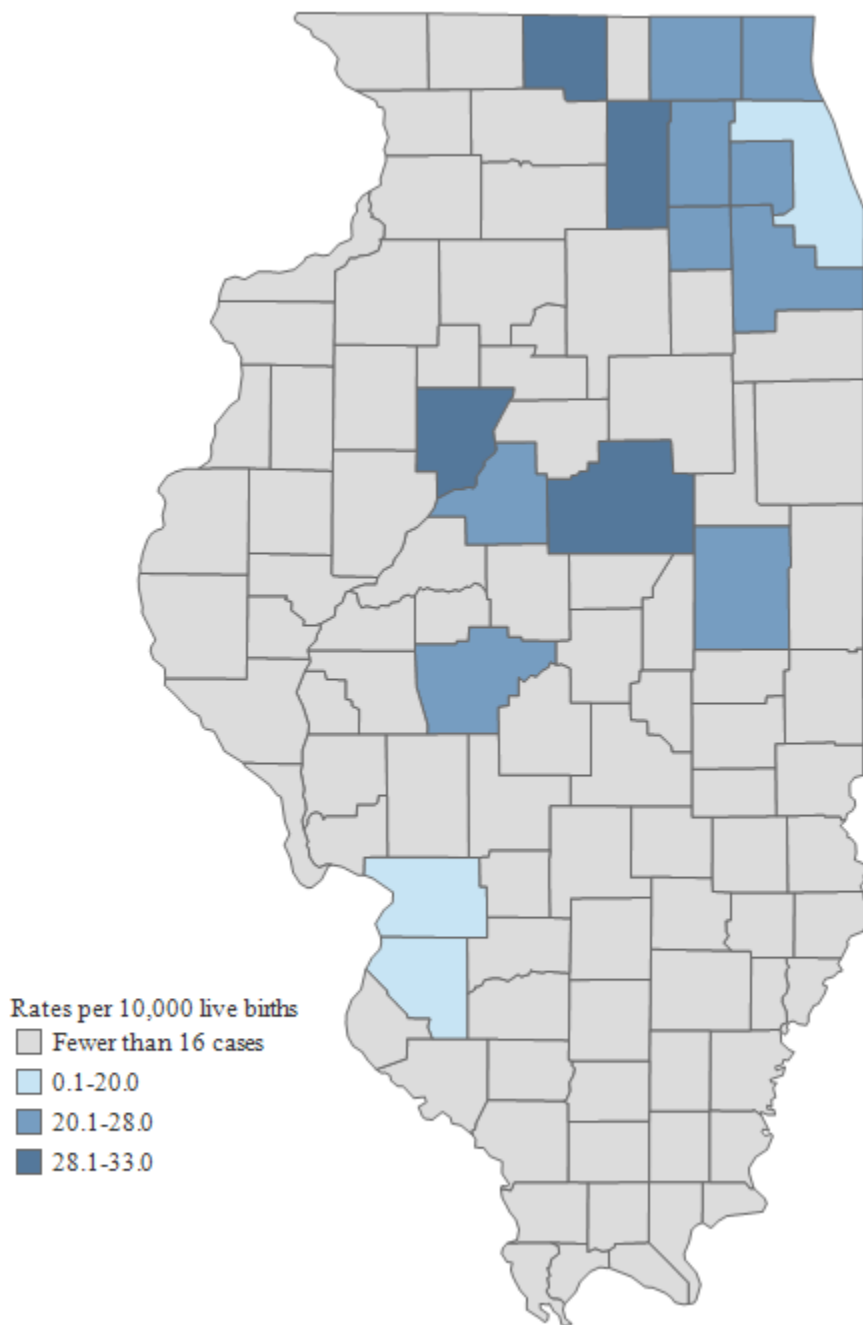 Rates per 10,000 live births
Fewer than 16 cases
0.1-20.0
20.1-28.0
28.1-33.0